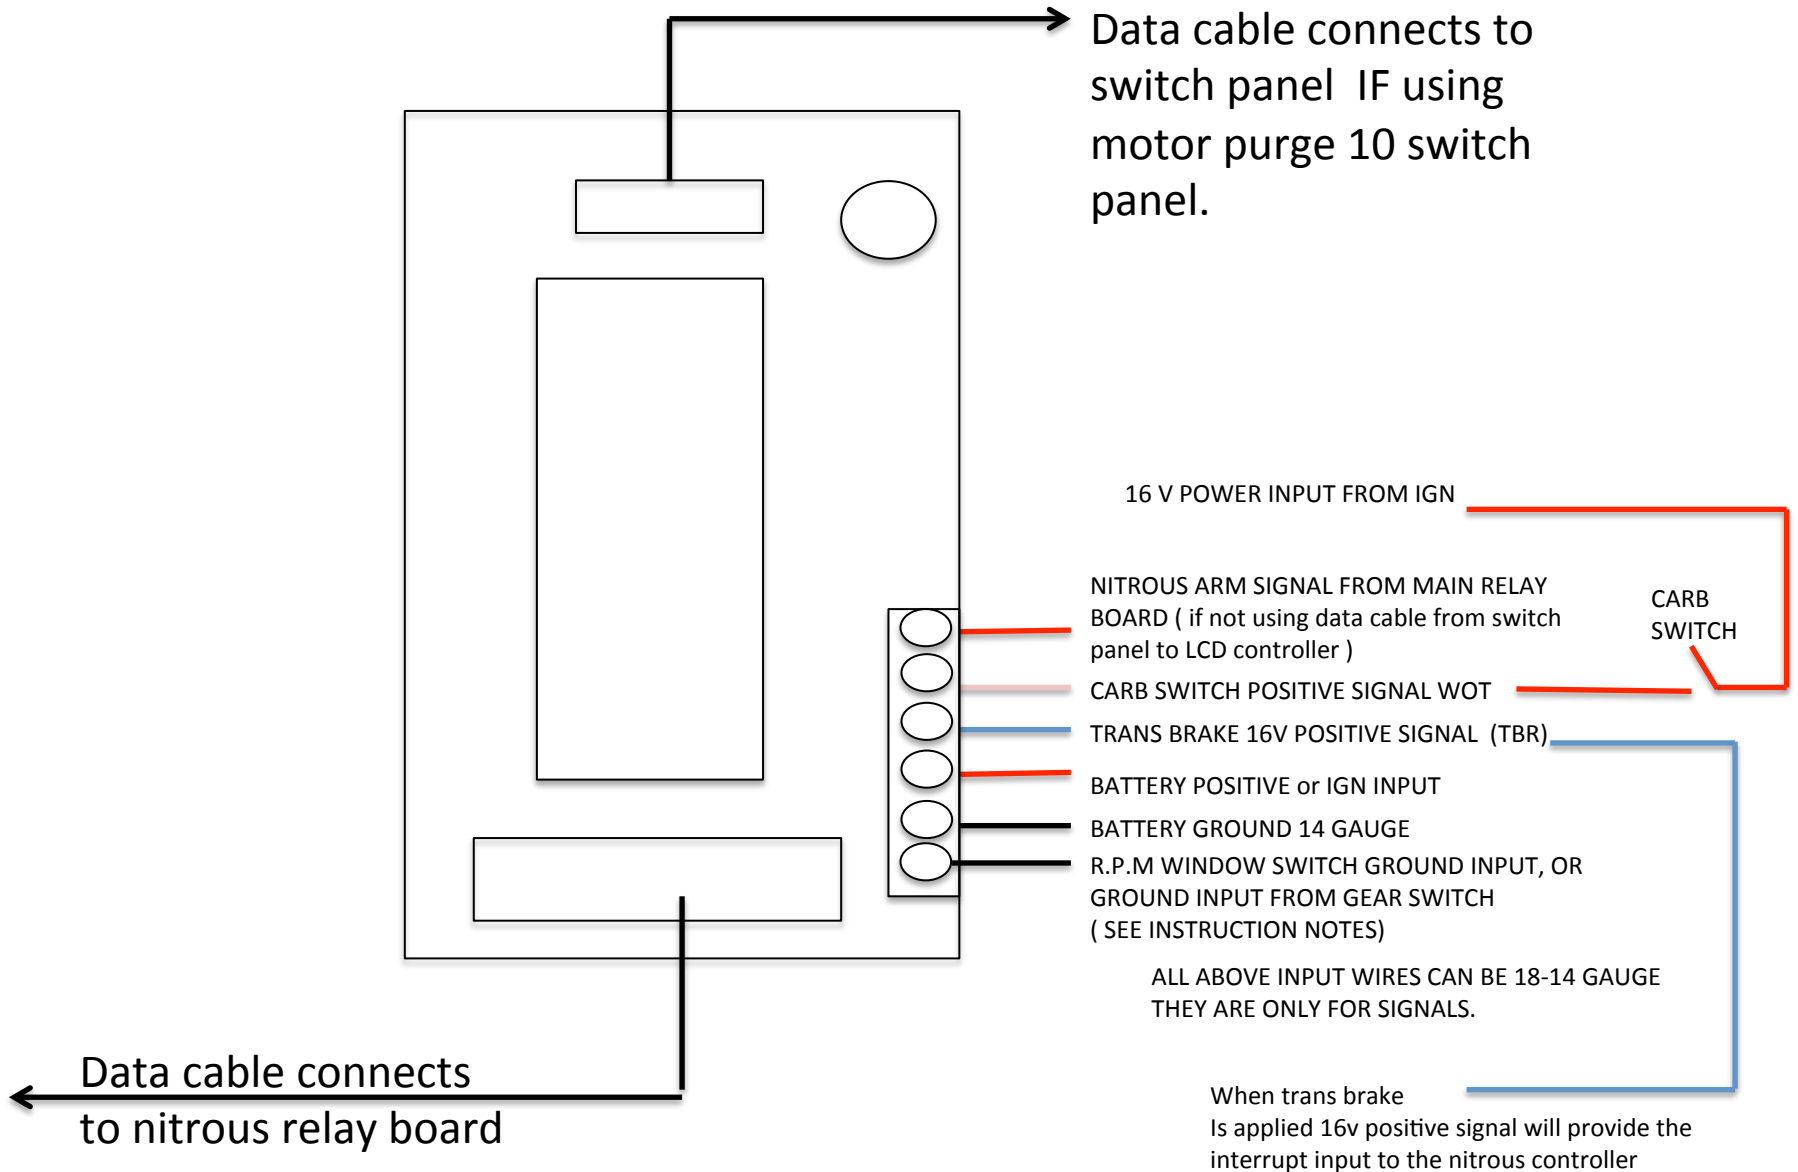 Data cable connects to
switch panel  IF using
motor purge 10 switch
panel.
16 V POWER INPUT FROM IGN
NITROUS ARM SIGNAL FROM MAIN RELAY
BOARD ( if not using data cable from switch
panel to LCD controller )
CARB
SWITCH
CARB SWITCH POSITIVE SIGNAL WOT
TRANS BRAKE 16V POSITIVE SIGNAL  (TBR)
BATTERY POSITIVE or IGN INPUT
BATTERY GROUND 14 GAUGE
R.P.M WINDOW SWITCH GROUND INPUT, OR
GROUND INPUT FROM GEAR SWITCH
( SEE INSTRUCTION NOTES)
ALL ABOVE INPUT WIRES CAN BE 18-14 GAUGE
THEY ARE ONLY FOR SIGNALS.
Data cable connects
to nitrous relay board
When trans brake
Is applied 16v positive signal will provide the
interrupt input to the nitrous controller